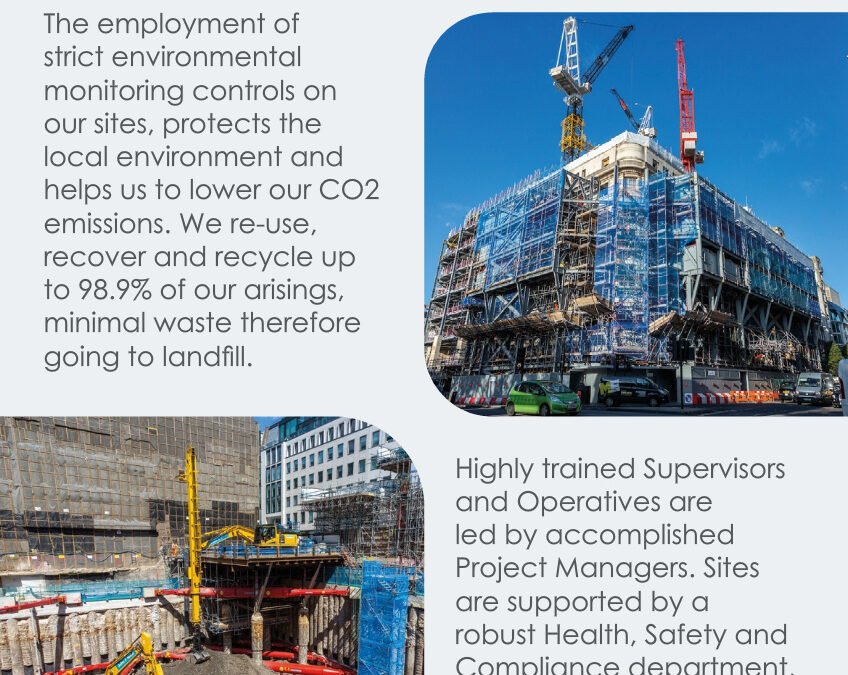 The employment of
strict environmental
monitoring controls on
our sites, protects the
local environment and
helps us to lower our CO2
emissions. We re-use,
recover and recycle up
to 98.9% of our arisings,
minimal waste therefore
going to landfill.
Highly trained Supervisors
and Operatives are
led by accomplished
Project Managers. Sites
are supported by a
robust Health, Safety and
Compliance department.